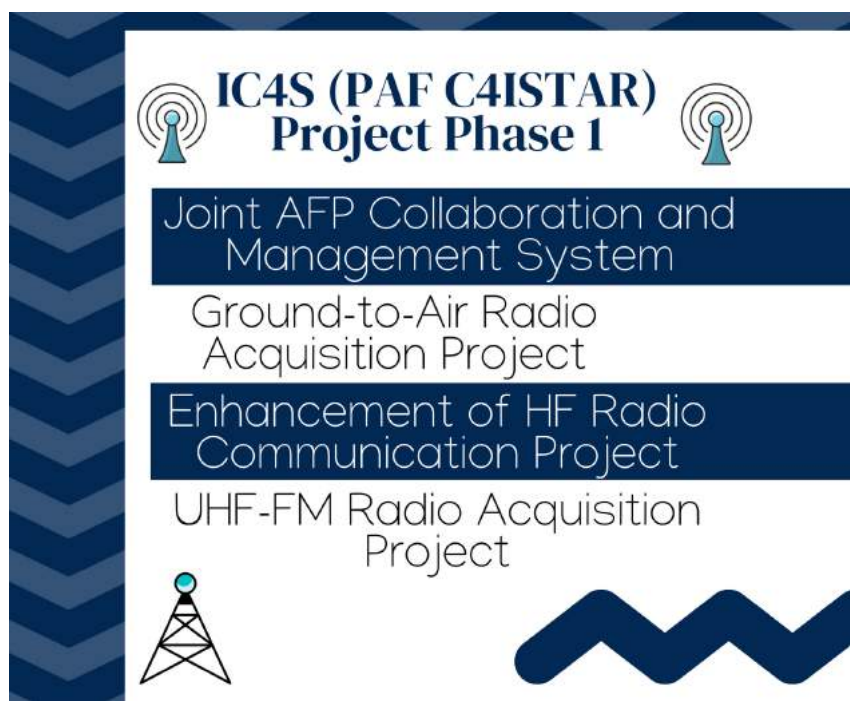 IC4S (PAF C4ISTAR)
Project Phase 1
Joint AFP Collaboration and
Management System
Ground-to-Air Radio
Acquisition Project
Enhancement of HF Radio
Communication Project
UHF-FM Radio Acquisition
Project